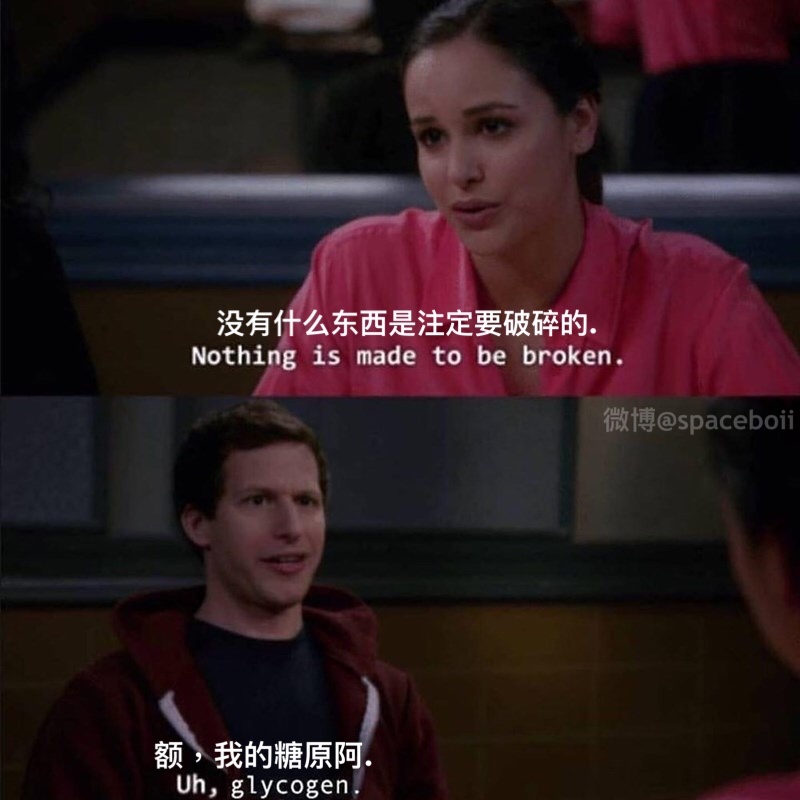 没有什么东西是注定要破碎的.
Nothing is made to be broken.
微博@spaceboii
额，我的糖原阿.
Uh, glycogen.